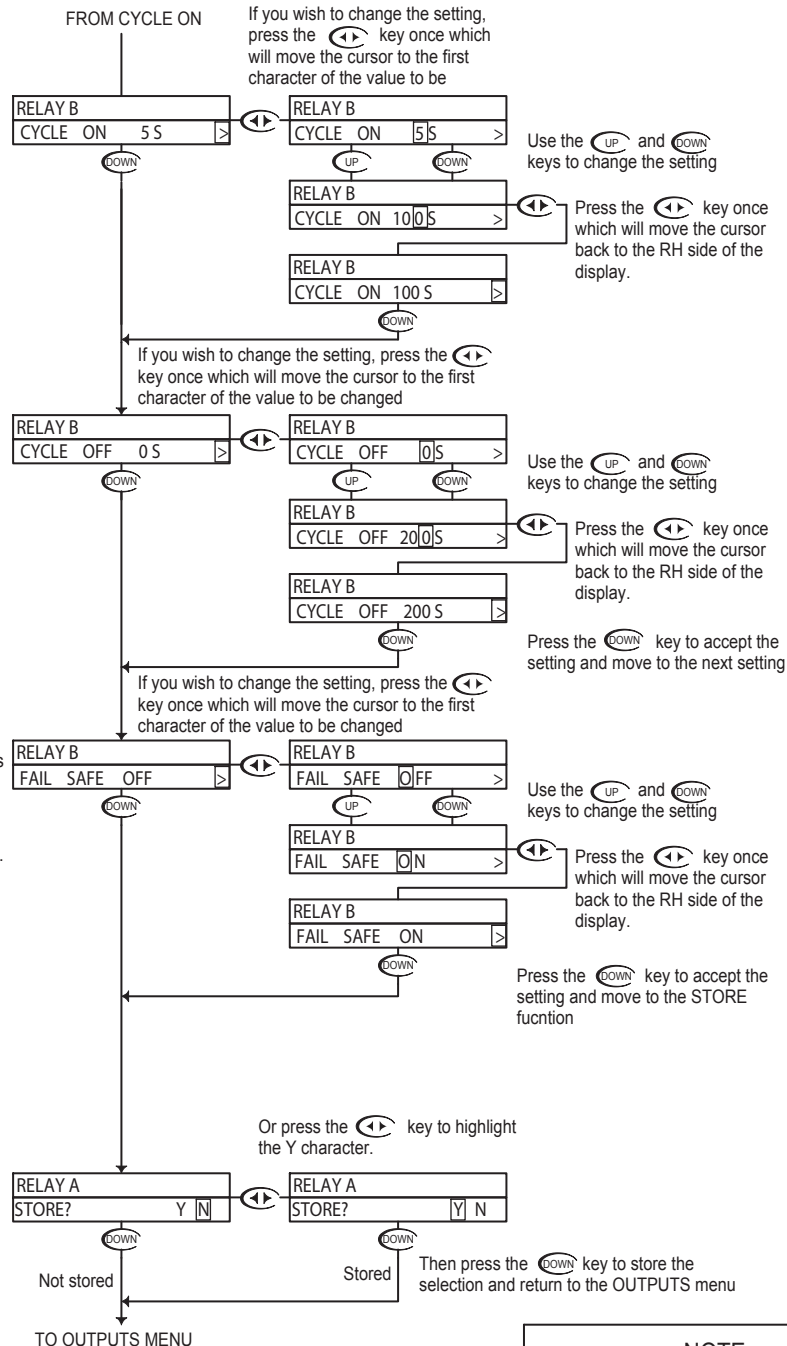 FROM CYCLE ON
If you wish to change the setting,
press the key once which
will move the cursor to the first
character of the value to be
RELAY B
CYCLE ON 5 S >
DOWN
RELAY B
CYCLE ON 5S >
UP DOWN
Use the UP and DOWN
keys to change the setting
RELAY B
CYCLE ON 100S >
Press the key once
which will move the cursor
back to the RH side of the
display.
RELAY B
CYCLE ON 100 S >
DOWN
If you wish to change the setting, press the
key once which will move the cursor to the first
character of the value to be changed
RELAY B
CYCLE OFF 0 S >
DOWN
RELAY B
CYCLE OFF 0S >
UP DOWN
Use the UP and DOWN
keys to change the setting
RELAY B
CYCLE OFF 200S >
Press the key once
which will move the cursor
back to the RH side of the
display.
RELAY B
CYCLE OFF 200 S >
DOWN
Press the DOWN key to accept the
setting and move to the next setting
If you wish to change the setting, press the
key once which will move the cursor to the first
character of the value to be changed
s
RELAY B
FAIL SAFE OFF >
DOWN
.
RELAY B
FAIL SAFE OFF >
UP DOWN
Use the UP and DOWN
keys to change the setting
RELAY B
FAIL SAFE ON >
Press the key once
which will move the cursor
back to the RH side of the
display.
RELAY B
FAIL SAFE ON >
DOWN
Press the DOWN key to accept the
setting and move to the STORE
fucntion
Or press the key to highlight
the Y character.
RELAY A
STORE? Y N
DOWN
Not stored
RELAY A
STORE? Y N
DOWN
Stored
Then press the DOWN key to store the
selection and return to the OUTPUTS menu
TO OUTPUTS MENU
NOTE